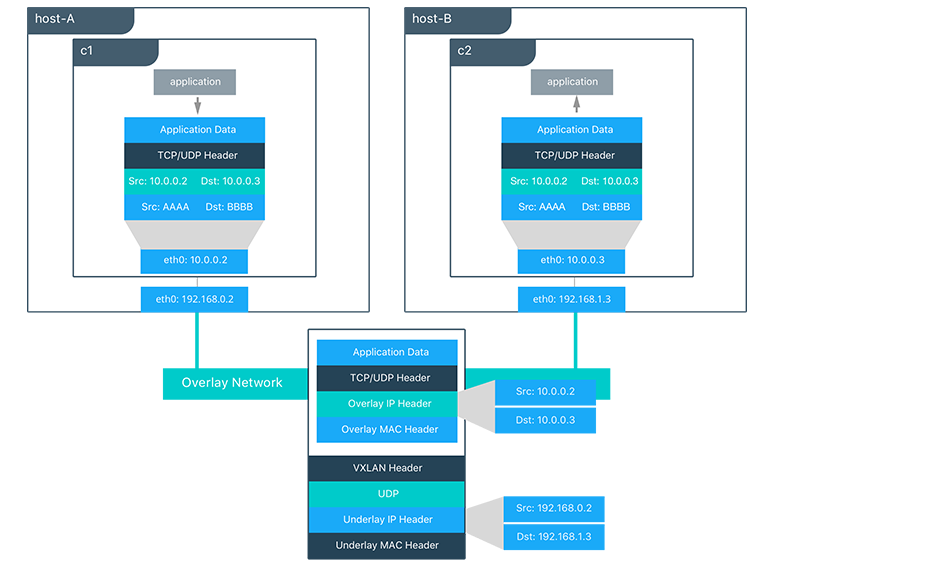 host-A
c1
application
Application Data
TCP/UDP Header
Src: 10.0.0.2 Dst: 10.0.0.3
Src: AAAA Dst: BBBB
eth0: 10.0.0.2
eth0: 192.168.0.2
host-B
c2
application
Application Data
TCP/UDP Header
Src: 10.0.0.2 Dst: 10.0.0.3
Src: AAAA Dst: BBBB
eth0: 10.0.0.3
eth0: 192.168.1.3
Overlay Network
Application Data
TCP/UDP Header
Overlay IP Header
Overlay MAC Header
Src: 10.0.0.2
Dst: 10.0.0.3
VXLAN Header
UDP
Underlay IP Header
Underlay MAC Header
Src: 192.168.0.2
Dst: 192.168.1.3